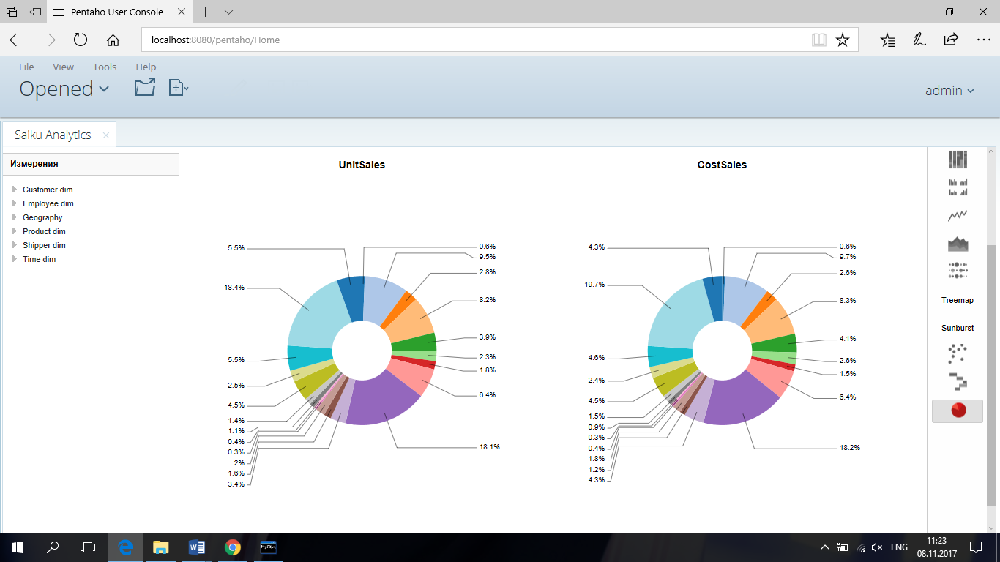 Pentaho User Console -
localhost:8080/pentaho/Home
File View Tools Help
Opened
admin
Saiku Analytics
Измерения
Customer dim
Employee dim
Geography
Product dim
Shipper dim
Time dim
UnitSales
5.5%
18.4%
5.5%
2.5%
4.5%
1.4%
1.1%
0.4%
0.3%
2%
1.6%
3.4%
0.6%
9.5%
2.8%
8.2%
3.9%
2.3%
1.8%
6.4%
18.1%
CostSales
4.3%
19.7%
4.6%
2.4%
4.5%
1.5%
0.9%
0.3%
0.4%
1.8%
1.2%
4.3%
0.6%
9.7%
2.6%
8.3%
4.1%
2.6%
1.5%
6.4%
18.2%
Treemap
Sunburst
MySQL
ENG
11:23
08.11.2017